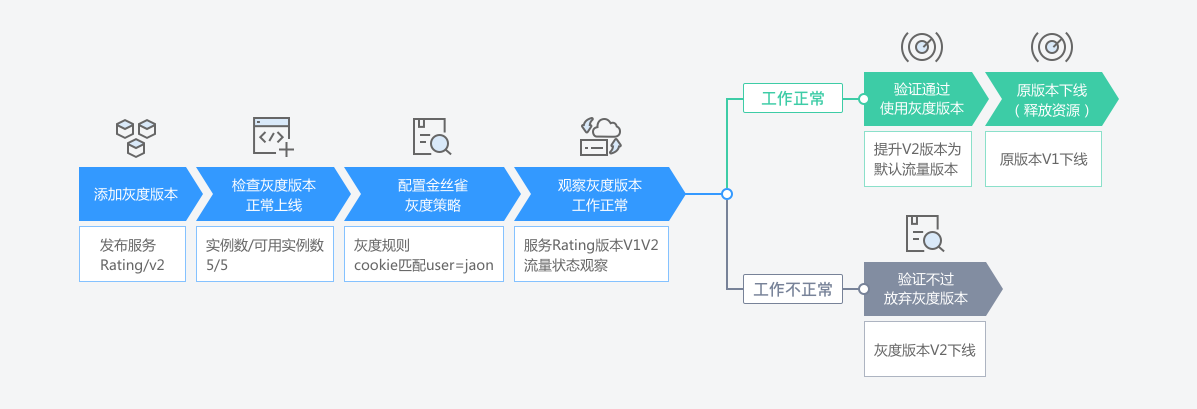 添加灰度版本
发布服务
Rating/v2
检查灰度版本
正常上线
实例数/可用实例数
5/5
配置金丝雀
灰度策略
灰度规则
cookie匹配user=jaon
观察灰度版本
工作正常
服务Rating版本V1V2
流量状态观察
工作正常
验证通过
使用灰度版本
提升V2版本为
默认流量版本
原版本下线
（释放资源）
原版本V1下线
工作不正常
验证不过
放弃灰度版本
灰度版本V2下线